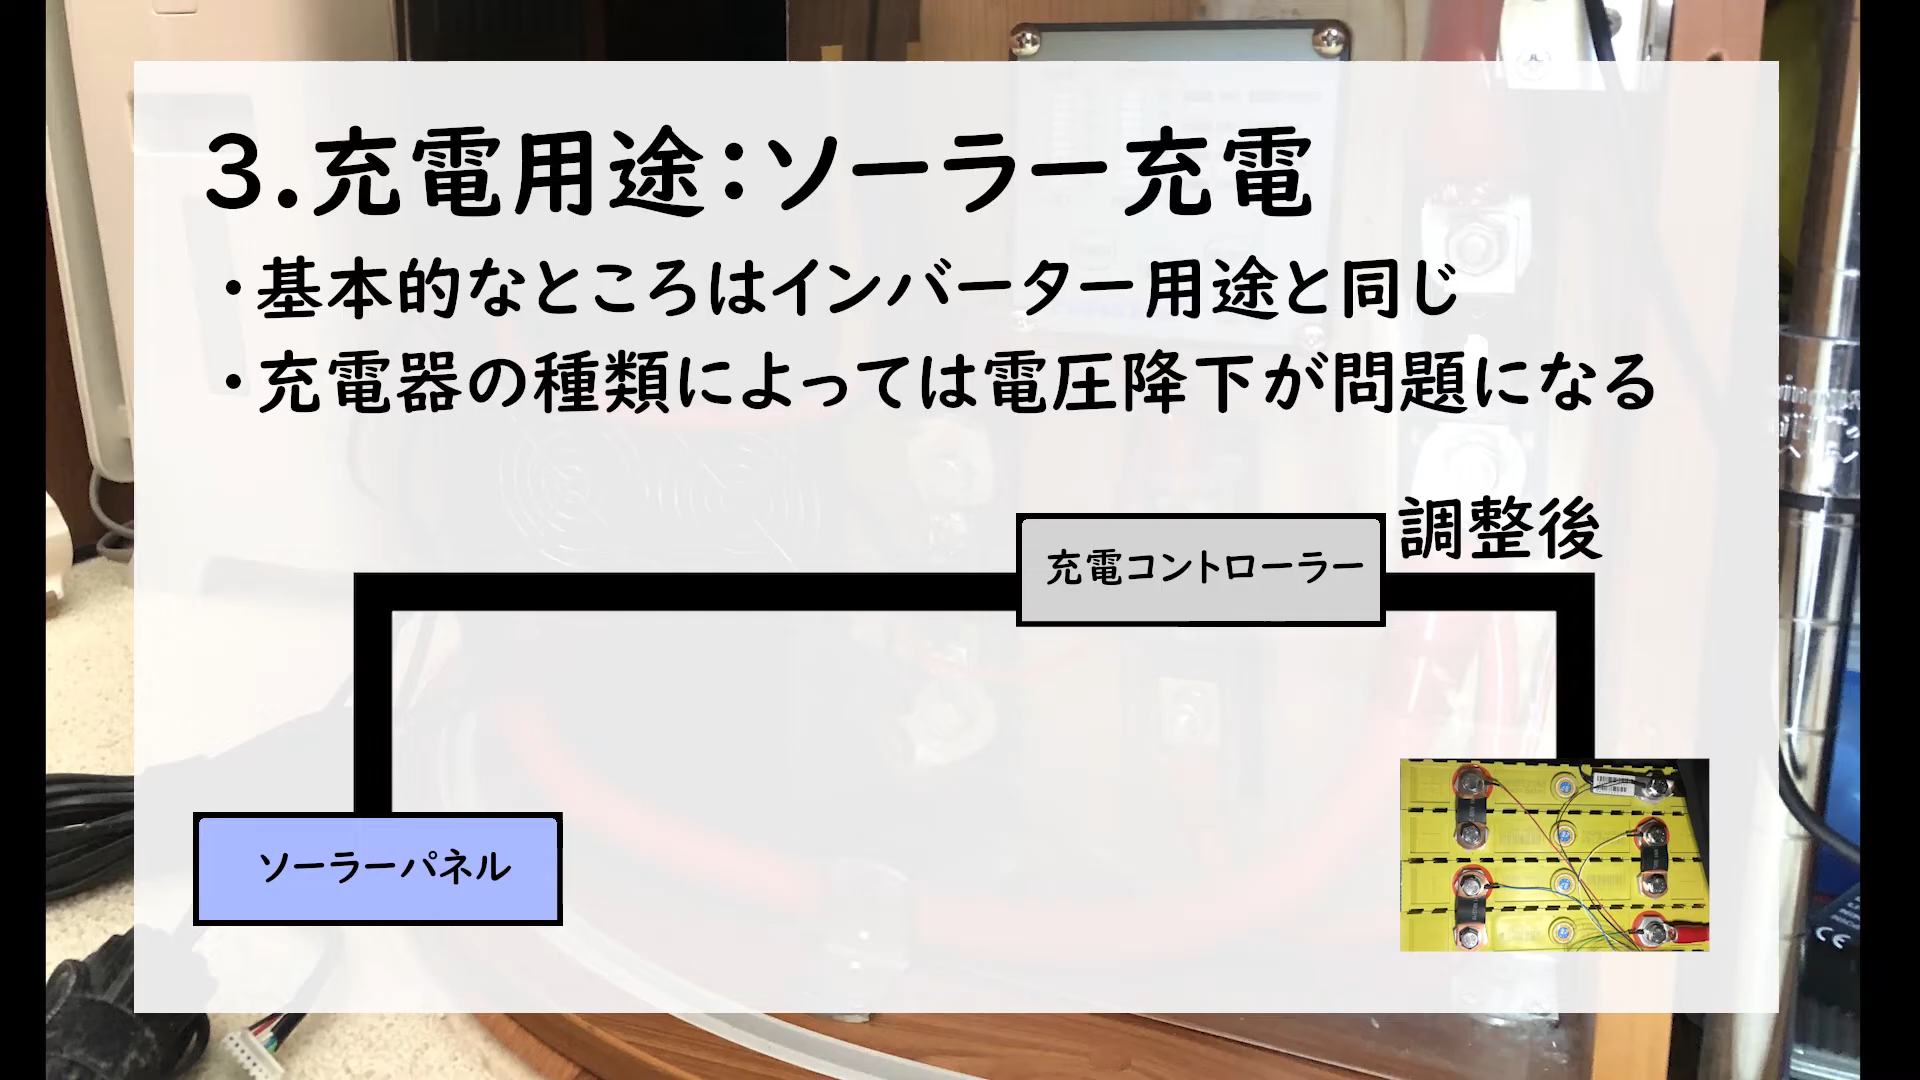 3.充電用途:ソーラー充電
・基本的なところはインバーター用途と同じ
・充電器の種類によっては電圧降下が問題になる
調整後
充電コントローラー
ソーラーパネル
CE